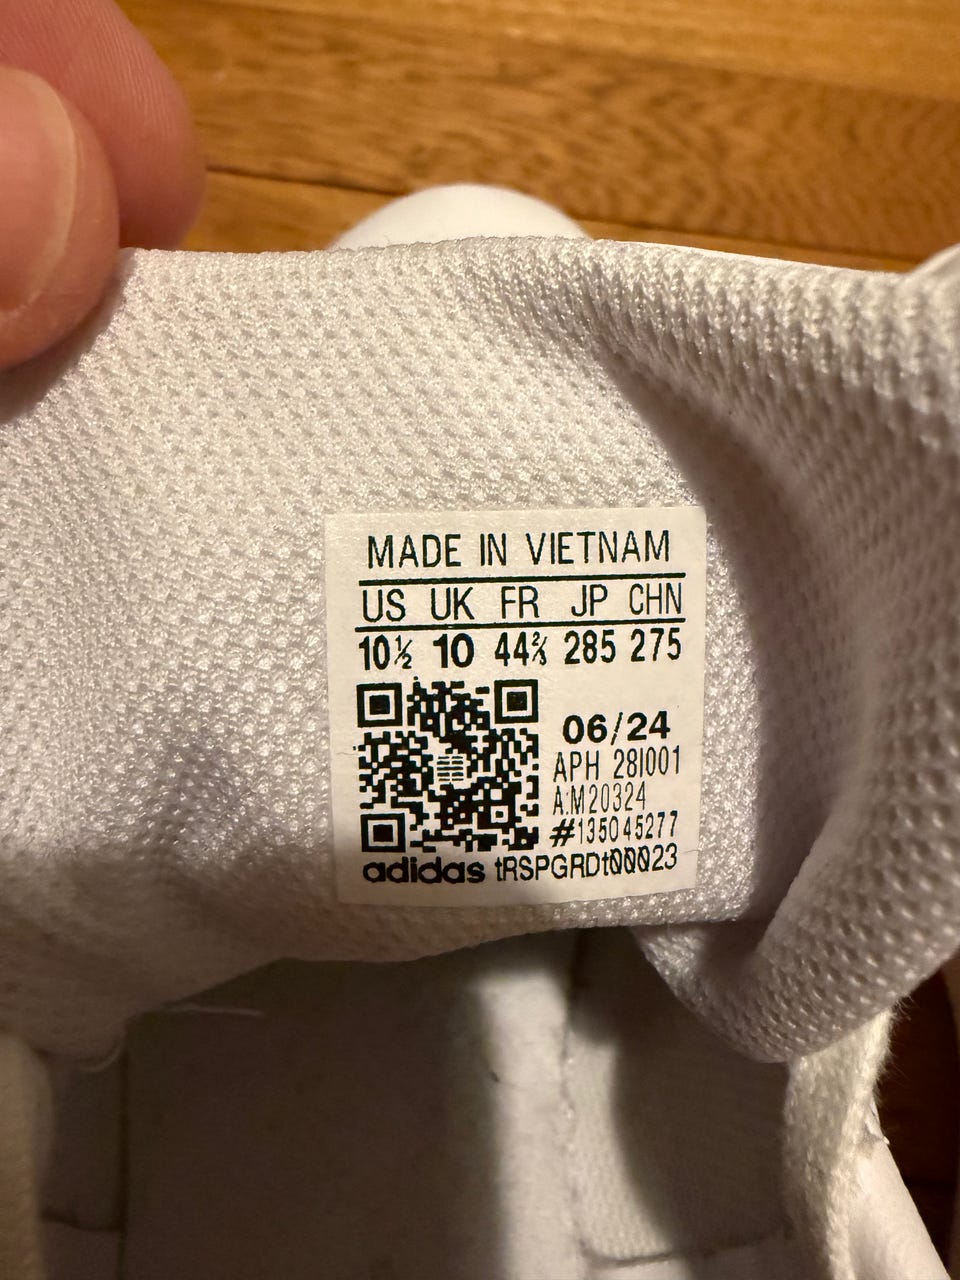 MADE IN VIETNAM
US UK FR JP CHN
10½ 10 44⅔ 285 275
06/24
APH 28I001
A:M20324
#135045277
adidas tRSPGRDt00023